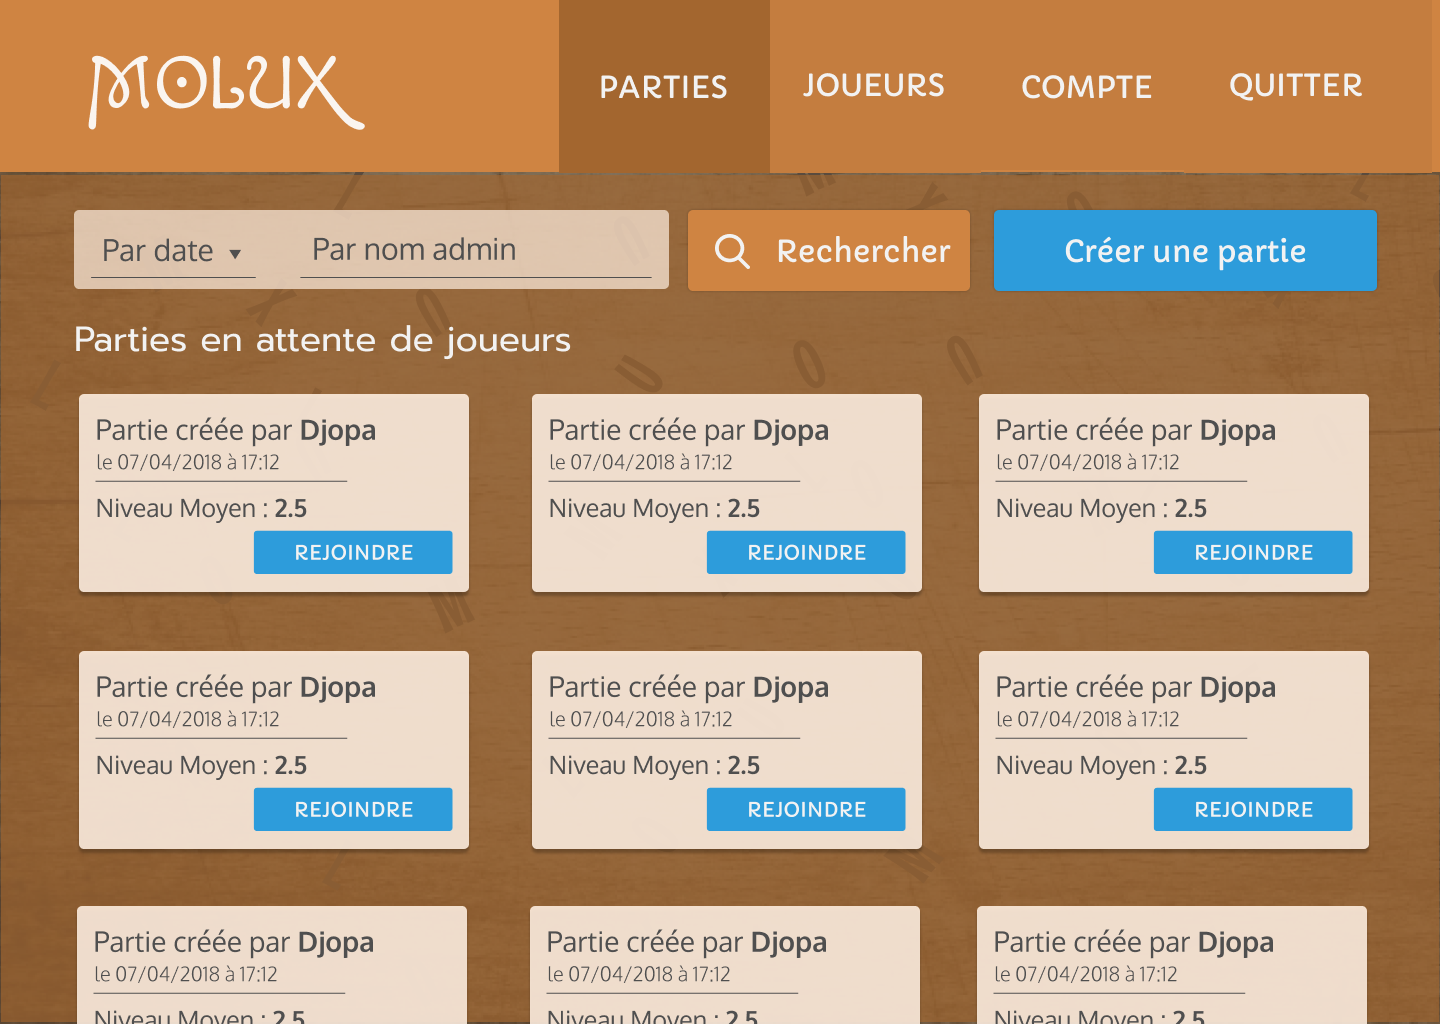 MOLUX
PARTIES
JOUEURS
COMPTE
QUITTER
Par date
Par nom admin
Rechercher
Créer une partie
Parties en attente de joueurs
Partie créée par Djopa
le 07/04/2018 à 17:12
Niveau Moyen : 2.5
REJOINDRE
Partie créée par Djopa
le 07/04/2018 à 17:12
Niveau Moyen : 2.5
REJOINDRE
Partie créée par Djopa
le 07/04/2018 à 17:12
Niveau Moyen : 2.5
REJOINDRE
Partie créée par Djopa
le 07/04/2018 à 17:12
Niveau Moyen : 2.5
REJOINDRE
Partie créée par Djopa
le 07/04/2018 à 17:12
Niveau Moyen : 2.5
REJOINDRE
Partie créée par Djopa
le 07/04/2018 à 17:12
Niveau Moyen : 2.5
REJOINDRE
Partie créée par Djopa
le 07/04/2018 à 17:12
Niveau Moyen : 2.5
Partie créée par Djopa
le 07/04/2018 à 17:12
Niveau Moyen : 2.5
Partie créée par Djopa
le 07/04/2018 à 17:12
Niveau Moyen : 2.5